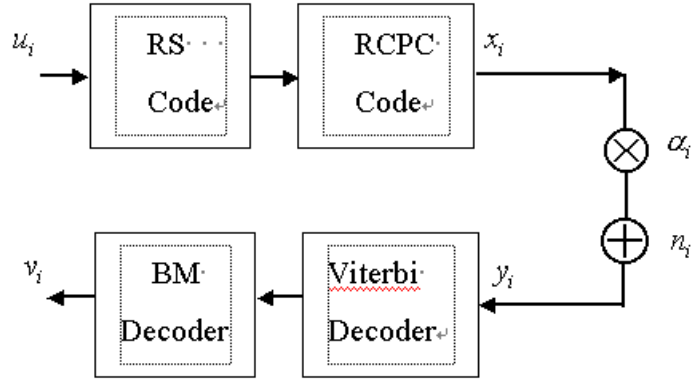 u_i
RS
Code
RCPC
Code
x_i
α_i
n_i
y_i
Viterbi
Decoder
BM
Decoder
v_i